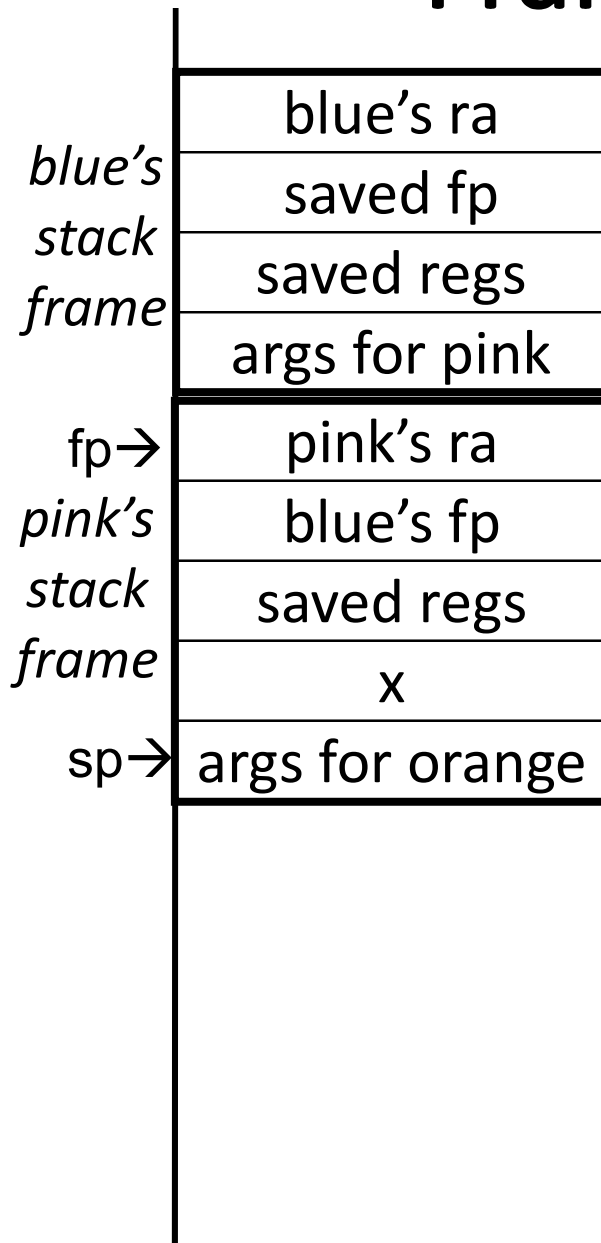 blue’s ra
blue’s
stack
frame
saved fp
saved regs
args for pink
fp→
pink’s ra
pink’s
stack
frame
blue’s fp
saved regs
x
sp→
args for orange